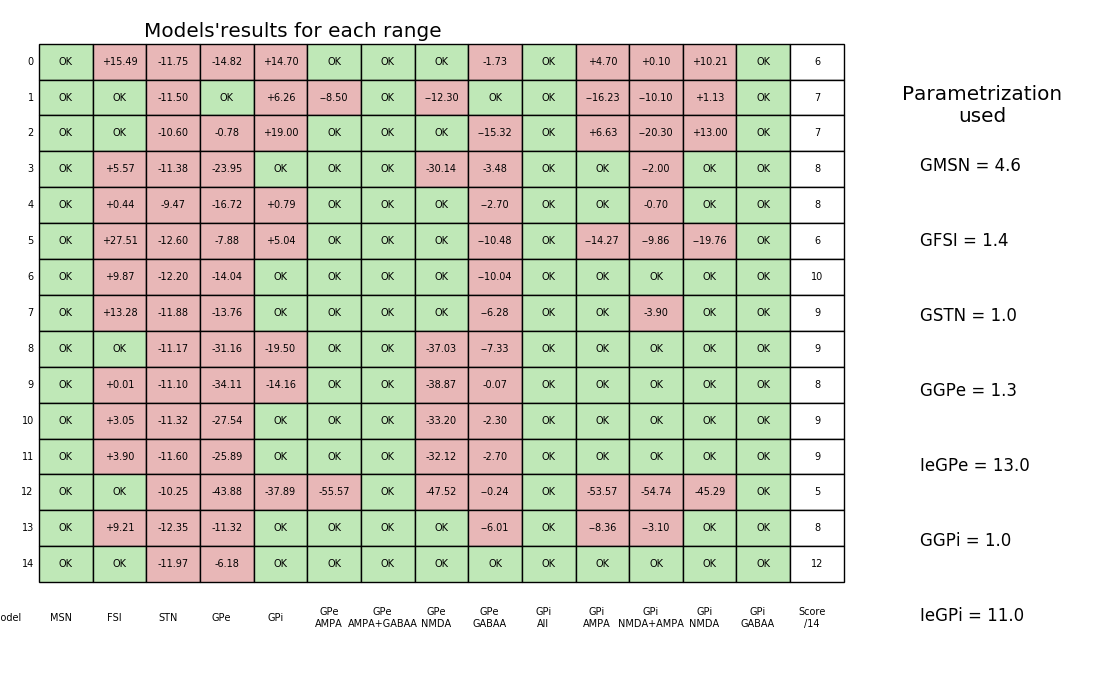 Models'results for each range
0 OK +15.49 -11.75 -14.82 +14.70 OK OK OK -1.73 OK +4.70 +0.10 +10.21 OK 6
1 OK OK -11.50 OK +6.26 −8.50 OK −12.30 OK OK −16.23 −10.10 +1.13 OK 7
2 OK OK -10.60 -0.78 +19.00 OK OK OK −15.32 OK +6.63 −20.30 +13.00 OK 7
3 OK +5.57 -11.38 -23.95 OK OK OK -30.14 -3.48 OK OK −2.00 OK OK 8
4 OK +0.44 -9.47 -16.72 +0.79 OK OK OK −2.70 OK OK -0.70 OK OK 8
5 OK +27.51 -12.60 -7.88 +5.04 OK OK OK −10.48 OK −14.27 −9.86 −19.76 OK 6
6 OK +9.87 -12.20 -14.04 OK OK OK OK −10.04 OK OK OK OK OK 10
7 OK +13.28 -11.88 -13.76 OK OK OK OK −6.28 OK OK -3.90 OK OK 9
8 OK OK -11.17 -31.16 -19.50 OK OK -37.03 −7.33 OK OK OK OK OK 9
9 OK +0.01 -11.10 -34.11 -14.16 OK OK -38.87 -0.07 OK OK OK OK OK 8
10 OK +3.05 -11.32 -27.54 OK OK OK -33.20 -2.30 OK OK OK OK OK 9
11 OK +3.90 -11.60 -25.89 OK OK OK -32.12 -2.70 OK OK OK OK OK 9
12 OK OK -10.25 -43.88 -37.89 -55.57 OK -47.52 −0.24 OK -53.57 -54.74 -45.29 OK 5
13 OK +9.21 -12.35 -11.32 OK OK OK OK −6.01 OK −8.36 −3.10 OK OK 8
14 OK OK -11.97 -6.18 OK OK OK OK OK OK OK OK OK OK 12
odel MSN FSI STN GPe GPi GPe GPe GPe GPe GPi GPi GPi GPi GPi Score
AMPA AMPA+GABAA NMDA GABAA All AMPA NMDA+AMPA NMDA GABAA /14
Parametrization
used
GMSN = 4.6
GFSI = 1.4
GSTN = 1.0
GGPe = 1.3
IeGPe = 13.0
GGPi = 1.0
IeGPi = 11.0